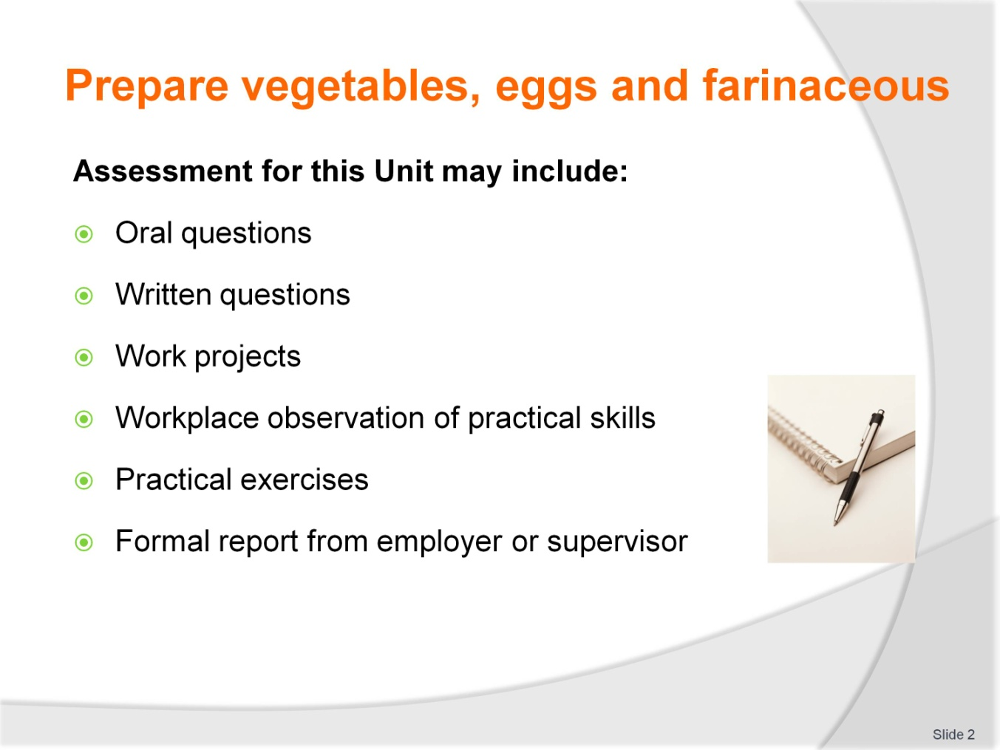 Prepare vegetables, eggs and farinaceous
Assessment for this Unit may include:
Oral questions
Written questions
Work projects
Workplace observation of practical skills
Practical exercises
Formal report from employer or supervisor
Slide 2